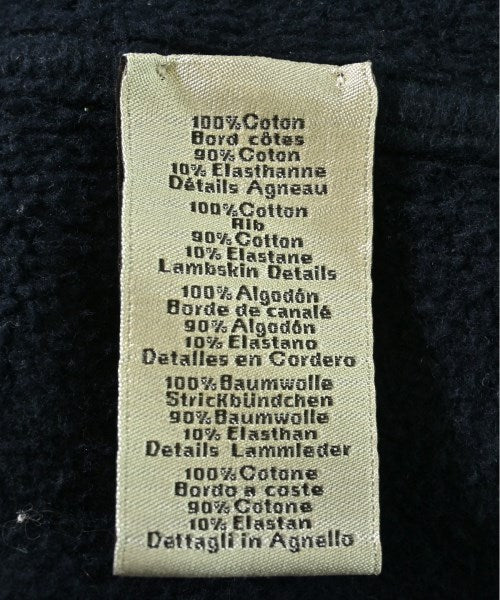 100% Coton
Bord côtes
90% Coton
10% Elasthanne
Détails Agneau
100% Cotton
Rib
90% Cotton
10% Elastane
Lambskin Details
100% Algodón
Borde de canalé
90% Algodón
10% Elastano
Detalles en Cordero
100% Baumwolle
Strickbündchen
90% Baumwolle
10% Elasthan
Details Lammleder
100% Cotone
Bordo a coste
90% Cotone
10% Elastan
Dettagli in Agnello